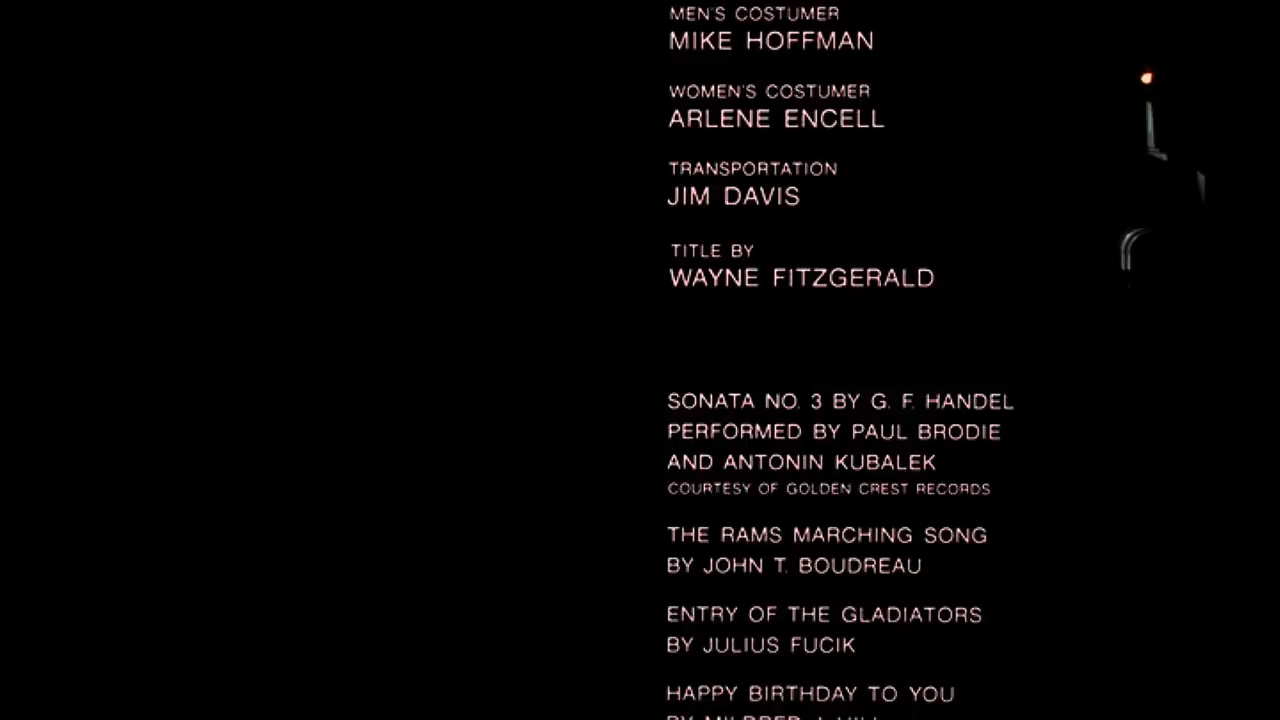 MEN'S COSTUMER
MIKE HOFFMAN
WOMEN'S COSTUMER
ARLENE ENCELL
TRANSPORTATION
JIM DAVIS
TITLE BY
WAYNE FITZGERALD
SONATA NO. 3 BY G. F. HANDEL
PERFORMED BY PAUL BRODIE
AND ANTONIN KUBALEK
COURTESY OF GOLDEN CREST RECORDS
THE RAMS MARCHING SONG
BY JOHN T. BOUDREAU
ENTRY OF THE GLADIATORS
BY JULIUS FUCIK
HAPPY BIRTHDAY TO YOU